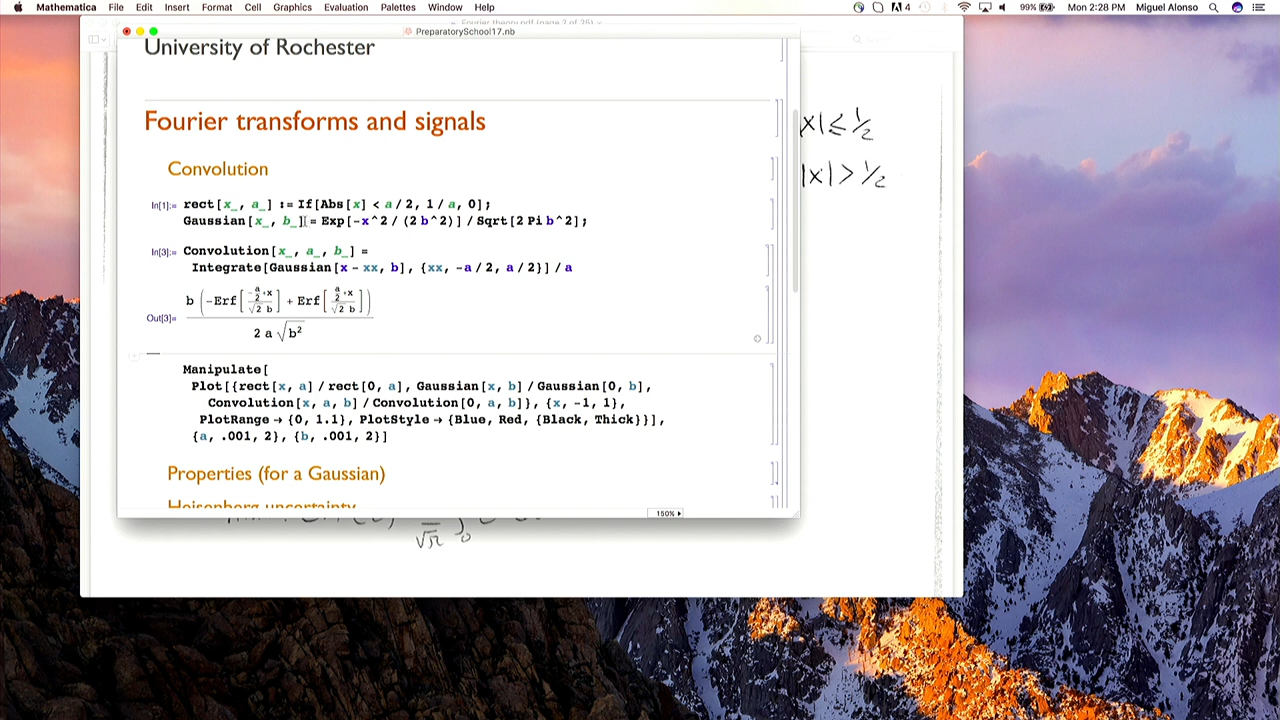 Mathematica File Edit Insert Format Cell Graphics Evaluation Palettes Window Help 4 99% Mon 2:28 PM Miguel Alonso
PreparatorySchool17.nb
University of Rochester
Fourier transforms and signals
Convolution
In[1]:= rect[x_, a_] := If[Abs[x] < a / 2, 1 / a, 0];
Gaussian[x_, b_] = Exp[-x^2 / (2 b^2)] / Sqrt[2 Pi b^2];
In[3]:= Convolution[x_, a_, b_] =
Integrate[Gaussian[x - xx, b], {xx, -a / 2, a / 2}] / a
Out[3]= b (-Erf[(-a/2+x)/(√2 b)] + Erf[(a/2+x)/(√2 b)])
2 a √b²
Manipulate[
Plot[{rect[x, a] / rect[0, a], Gaussian[x, b] / Gaussian[0, b],
Convolution[x, a, b] / Convolution[0, a, b]}, {x, -1, 1},
PlotRange → {0, 1.1}, PlotStyle → {Blue, Red, {Black, Thick}}],
{a, .001, 2}, {b, .001, 2}]
Properties (for a Gaussian)
Heisenberg uncertainty
150%
x| ≤ 1/2
|x| > 1/2